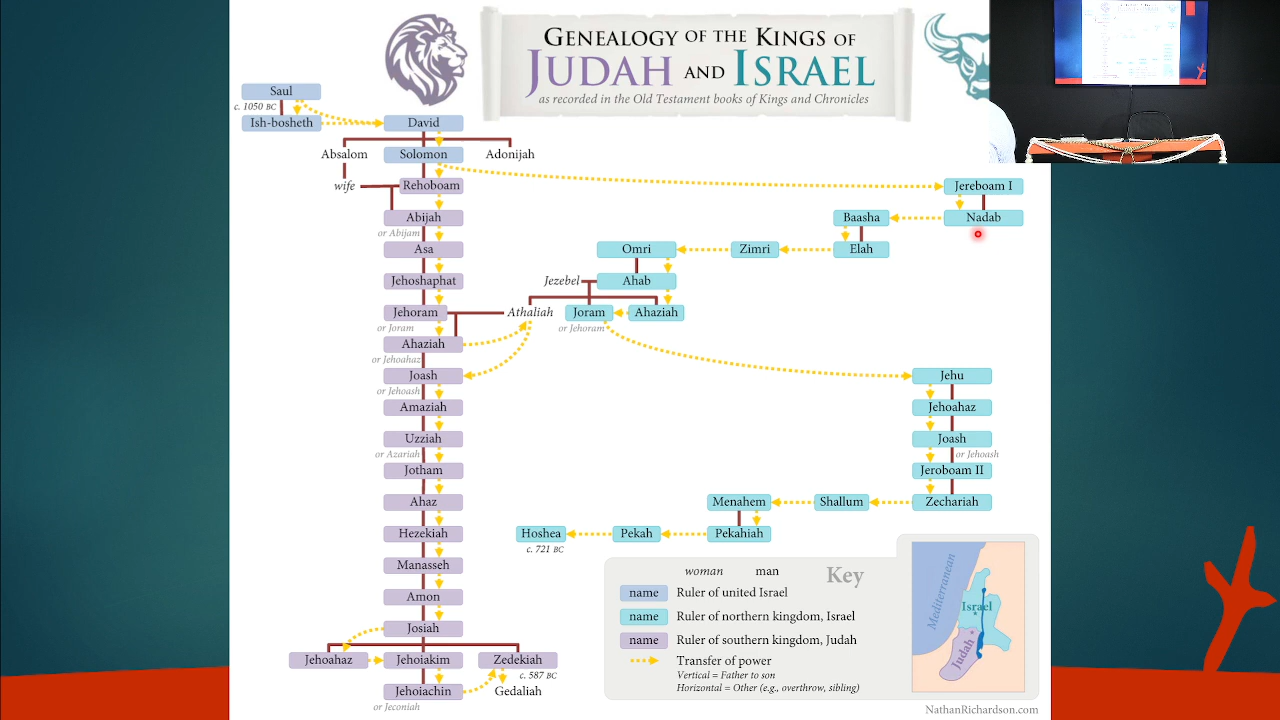 GENEALOGY OF THE KINGS OF
JUDAH AND ISRAEL
as recorded in the Old Testament books of Kings and Chronicles
Saul
c. 1050 BC
Ish-bosheth
David
Absalom
Solomon
Adonijah
wife
Rehoboam
Jereboam I
Abijah
or Abijam
Baasha
Nadab
Asa
Omri
Zimri
Elah
Jehoshaphat
Jezebel
Ahab
Jehoram
or Joram
Athaliah
Joram
or Jehoram
Ahaziah
Ahaziah
or Jehoahaz
Joash
or Jehoash
Jehu
Amaziah
Jehoahaz
Uzziah
or Azariah
Joash
or Jehoash
Jotham
Jeroboam II
Ahaz
Menahem
Shallum
Zechariah
Hezekiah
Hoshea
c. 721 BC
Pekah
Pekahiah
Manasseh
Amon
Josiah
Jehoahaz
Jehoiakim
Zedekiah
c. 587 BC
Jehoiachin
or Jeconiah
Gedaliah
woman
man
Key
name Ruler of united Israel
name Ruler of northern kingdom, Israel
name Ruler of southern kingdom, Judah
Transfer of power
Vertical = Father to son
Horizontal = Other (e.g., overthrow, sibling)
Mediterranean
Israel
Judah
NathanRichardson.com